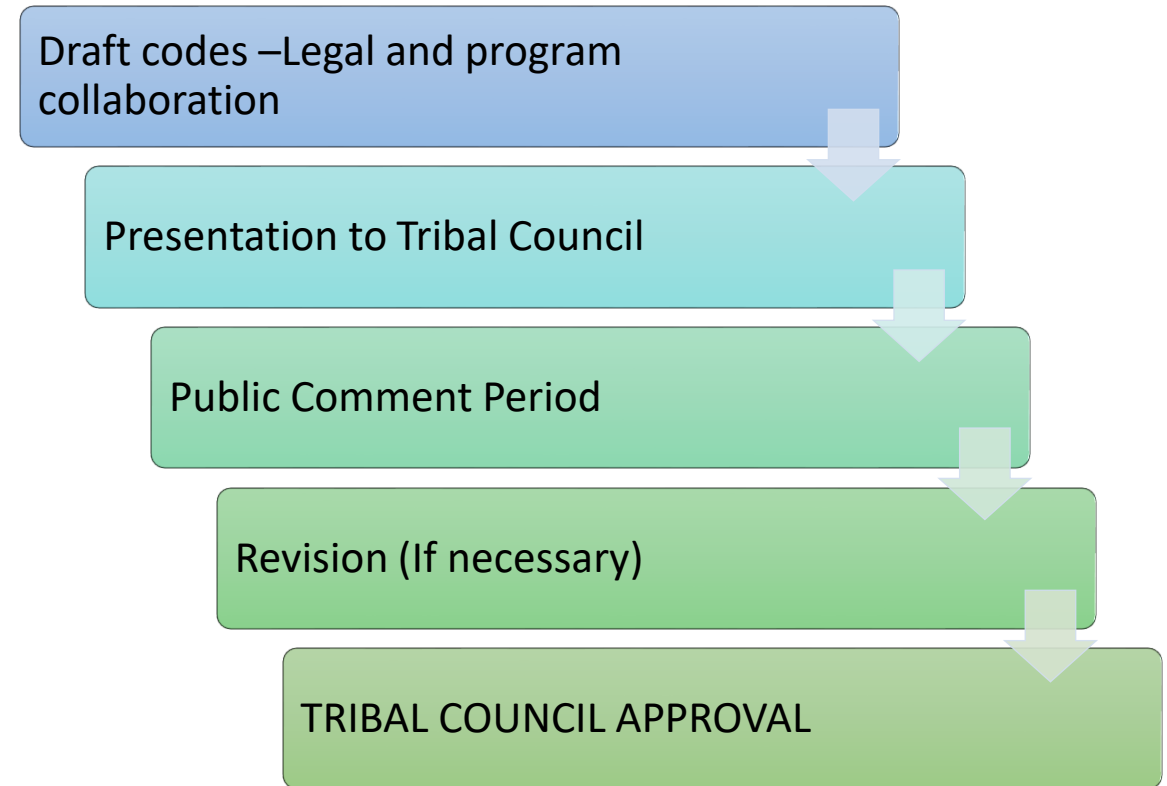 Draft codes –Legal and program
collaboration
Presentation to Tribal Council
Public Comment Period
Revision (If necessary)
TRIBAL COUNCIL APPROVAL